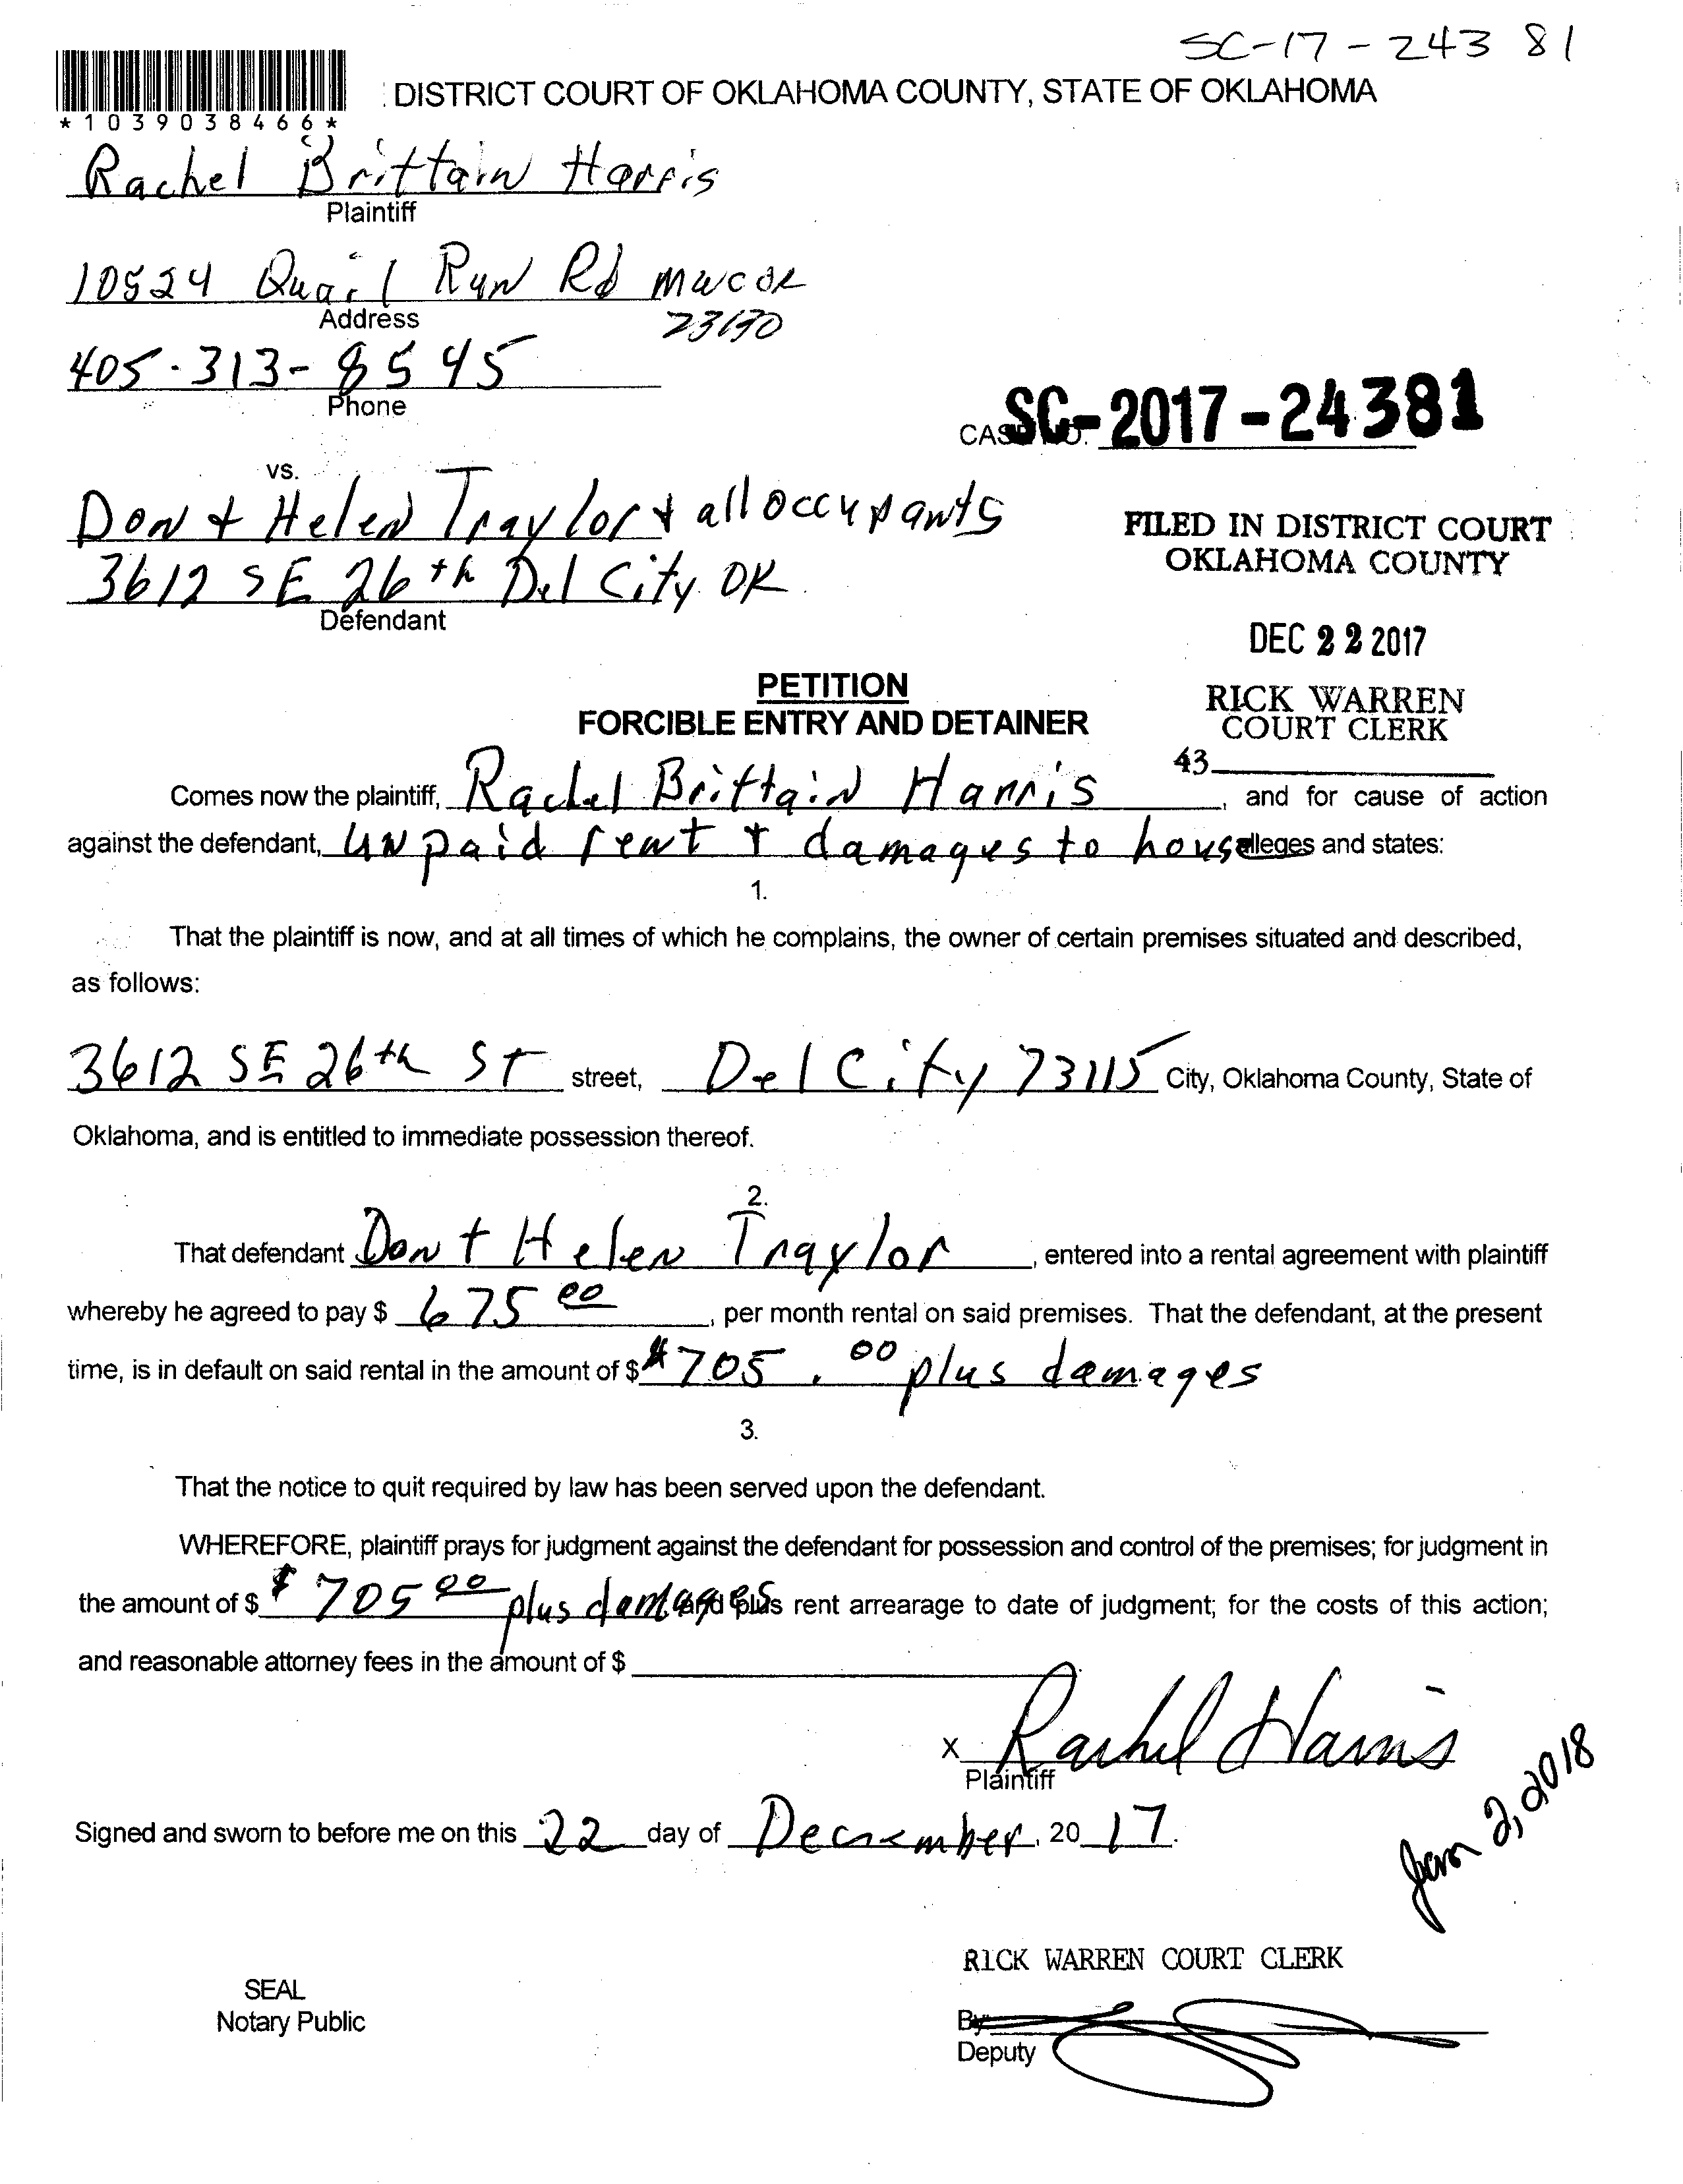 SC-17-24381
*1039038466*
DISTRICT COURT OF OKLAHOMA COUNTY, STATE OF OKLAHOMA
Rachel Brittain Harris
Plaintiff
10524 Quail Run Rd MWC OK
Address
73130
405-313-8545
Phone
SC-2017-24381
vs.
Don + Helen Traylor + all occupants
3612 SE 26th Del City OK
Defendant
FILED IN DISTRICT COURT
OKLAHOMA COUNTY
DEC 22 2017
RICK WARREN
COURT CLERK
43
PETITION
FORCIBLE ENTRY AND DETAINER
Comes now the plaintiff, Rachel Brittain Harris, and for cause of action
against the defendant, unpaid rent + damages to house alleges and states:
1.
That the plaintiff is now, and at all times of which he complains, the owner of certain premises situated and described,
as follows:
3612 SE 26th ST street, Del City 73115 City, Oklahoma County, State of
Oklahoma, and is entitled to immediate possession thereof.
2.
That defendant Don + Helen Traylor, entered into a rental agreement with plaintiff
whereby he agreed to pay $ 675 00, per month rental on said premises. That the defendant, at the present
time, is in default on said rental in the amount of $ $705.00 plus damages
3.
That the notice to quit required by law has been served upon the defendant.
WHEREFORE, plaintiff prays for judgment against the defendant for possession and control of the premises; for judgment in
the amount of $ $705 00 plus damages and plus rent arrearage to date of judgment; for the costs of this action;
and reasonable attorney fees in the amount of $
x Rachel Harris
Plaintiff
Signed and sworn to before me on this 22 day of December, 20 17.
Jan 2, 2018
RICK WARREN COURT CLERK
SEAL
Notary Public
By
Deputy